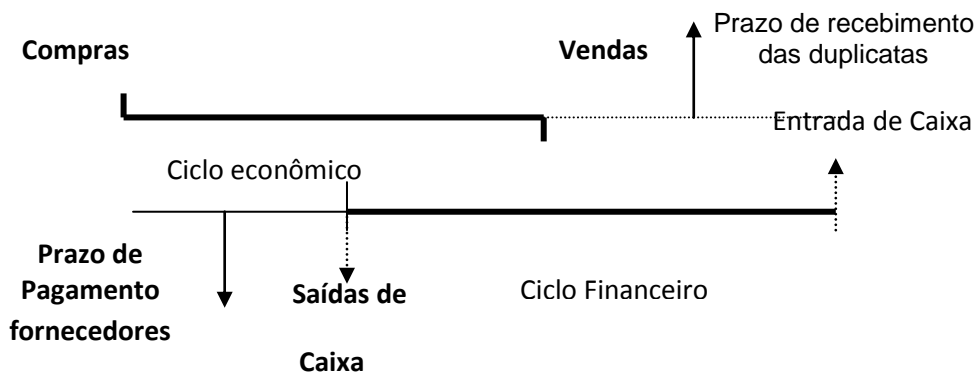 Compras
Vendas
Prazo de recebimento
das duplicatas
Entrada de Caixa
Ciclo econômico
Prazo de
Pagamento
fornecedores
Saídas de
Caixa
Ciclo Financeiro